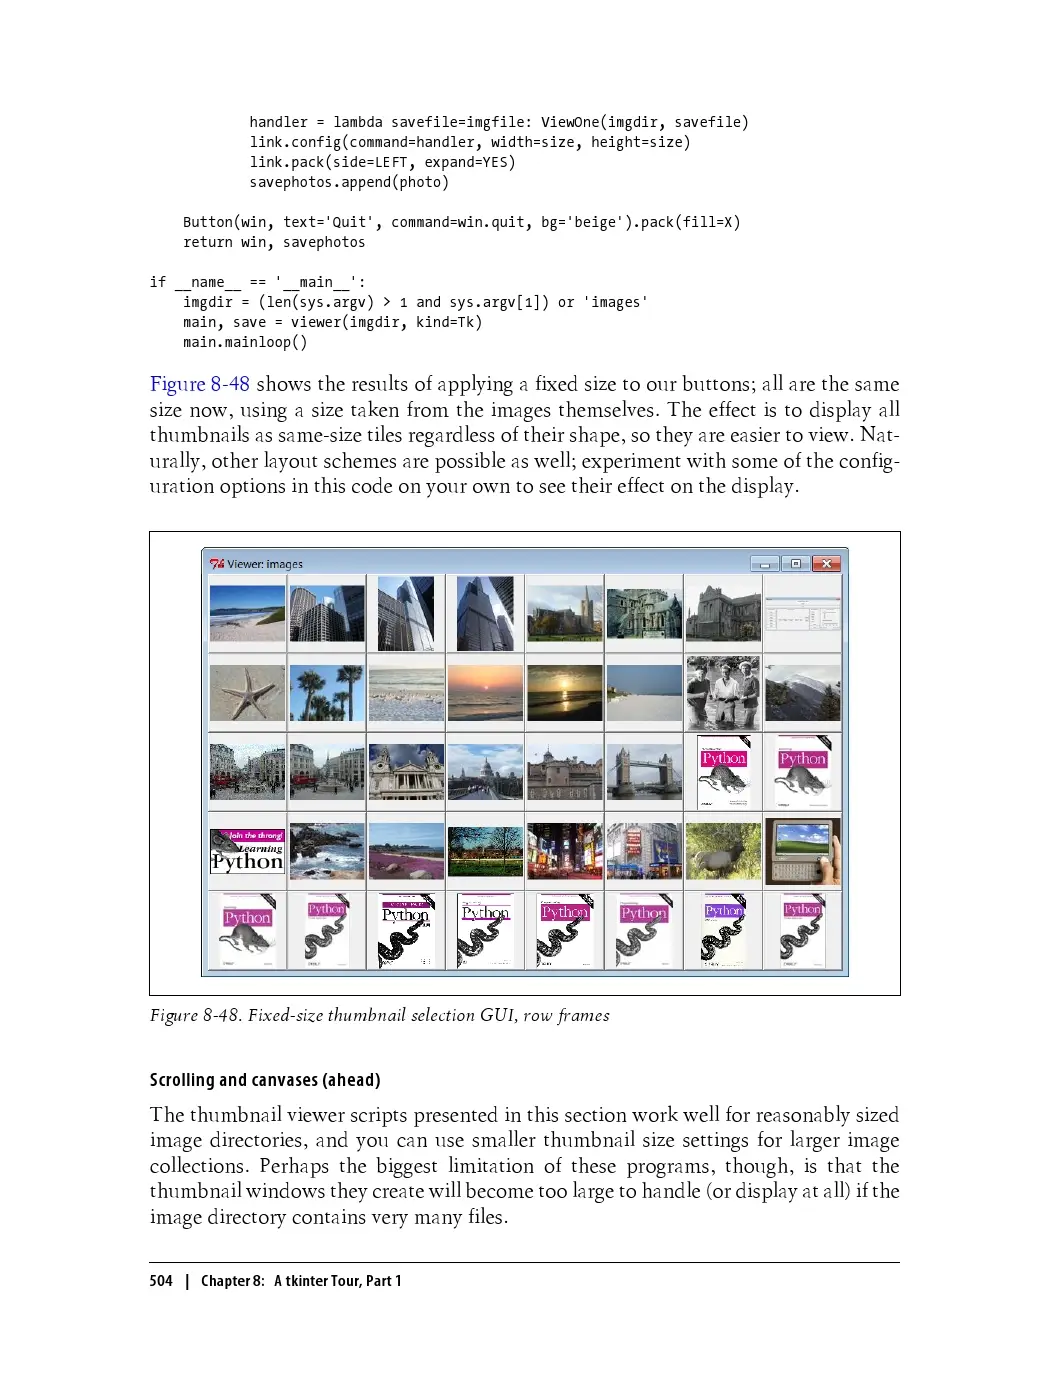 handler = lambda savefile=imgfile: ViewOne(imgdir, savefile)
link.config(command=handler, width=size, height=size)
link.pack(side=LEFT, expand=YES)
savephotos.append(photo)
Button(win, text='Quit', command=win.quit, bg='beige').pack(fill=X)
return win, savephotos
if __name__ == '__main__':
imgdir = (len(sys.argv) > 1 and sys.argv[1]) or 'images'
main, save = viewer(imgdir, kind=Tk)
main.mainloop()
Figure 8-48 shows the results of applying a fixed size to our buttons; all are the same
size now, using a size taken from the images themselves. The effect is to display all
thumbnails as same-size tiles regardless of their shape, so they are easier to view. Nat-
urally, other layout schemes are possible as well; experiment with some of the config-
uration options in this code on your own to see their effect on the display.
Viewer: images
Python
Python
Join the throng!
Learning
Python
Python
Python
Python
Python
Python
Python
Python
Python
Figure 8-48. Fixed-size thumbnail selection GUI, row frames
Scrolling and canvases (ahead)
The thumbnail viewer scripts presented in this section work well for reasonably sized
image directories, and you can use smaller thumbnail size settings for larger image
collections. Perhaps the biggest limitation of these programs, though, is that the
thumbnail windows they create will become too large to handle (or display at all) if the
image directory contains very many files.
504 | Chapter 8: A tkinter Tour, Part 1